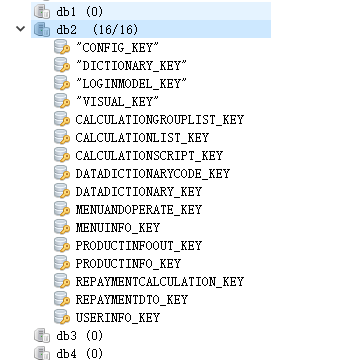 db1 (0)
db2 (16/16)
"CONFIG_KEY"
"DICTIONARY_KEY"
"LOGINMODEL_KEY"
"VISUAL_KEY"
CALCULATIONGROUPLIST_KEY
CALCULATIONLIST_KEY
CALCULATIONSCRIPT_KEY
DATADICTIONARYCODE_KEY
DATADICTIONARY_KEY
MENUANDOPERATE_KEY
MENUINFO_KEY
PRODUCTINFOOUT_KEY
PRODUCTINFO_KEY
REPAYMENTCALCULATION_KEY
REPAYMENTDTO_KEY
USERINFO_KEY
db3 (0)
db4 (0)